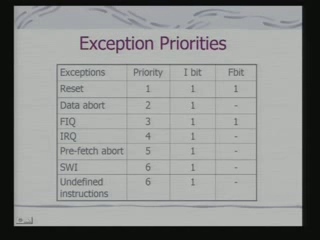 Exception Priorities
Exceptions Priority I bit Fbit
Reset 1 1 1
Data abort 2 1 -
FIQ 3 1 1
IRQ 4 1 -
Pre-fetch abort 5 1 -
SWI 6 1 -
Undefined 6 1 -
instructions